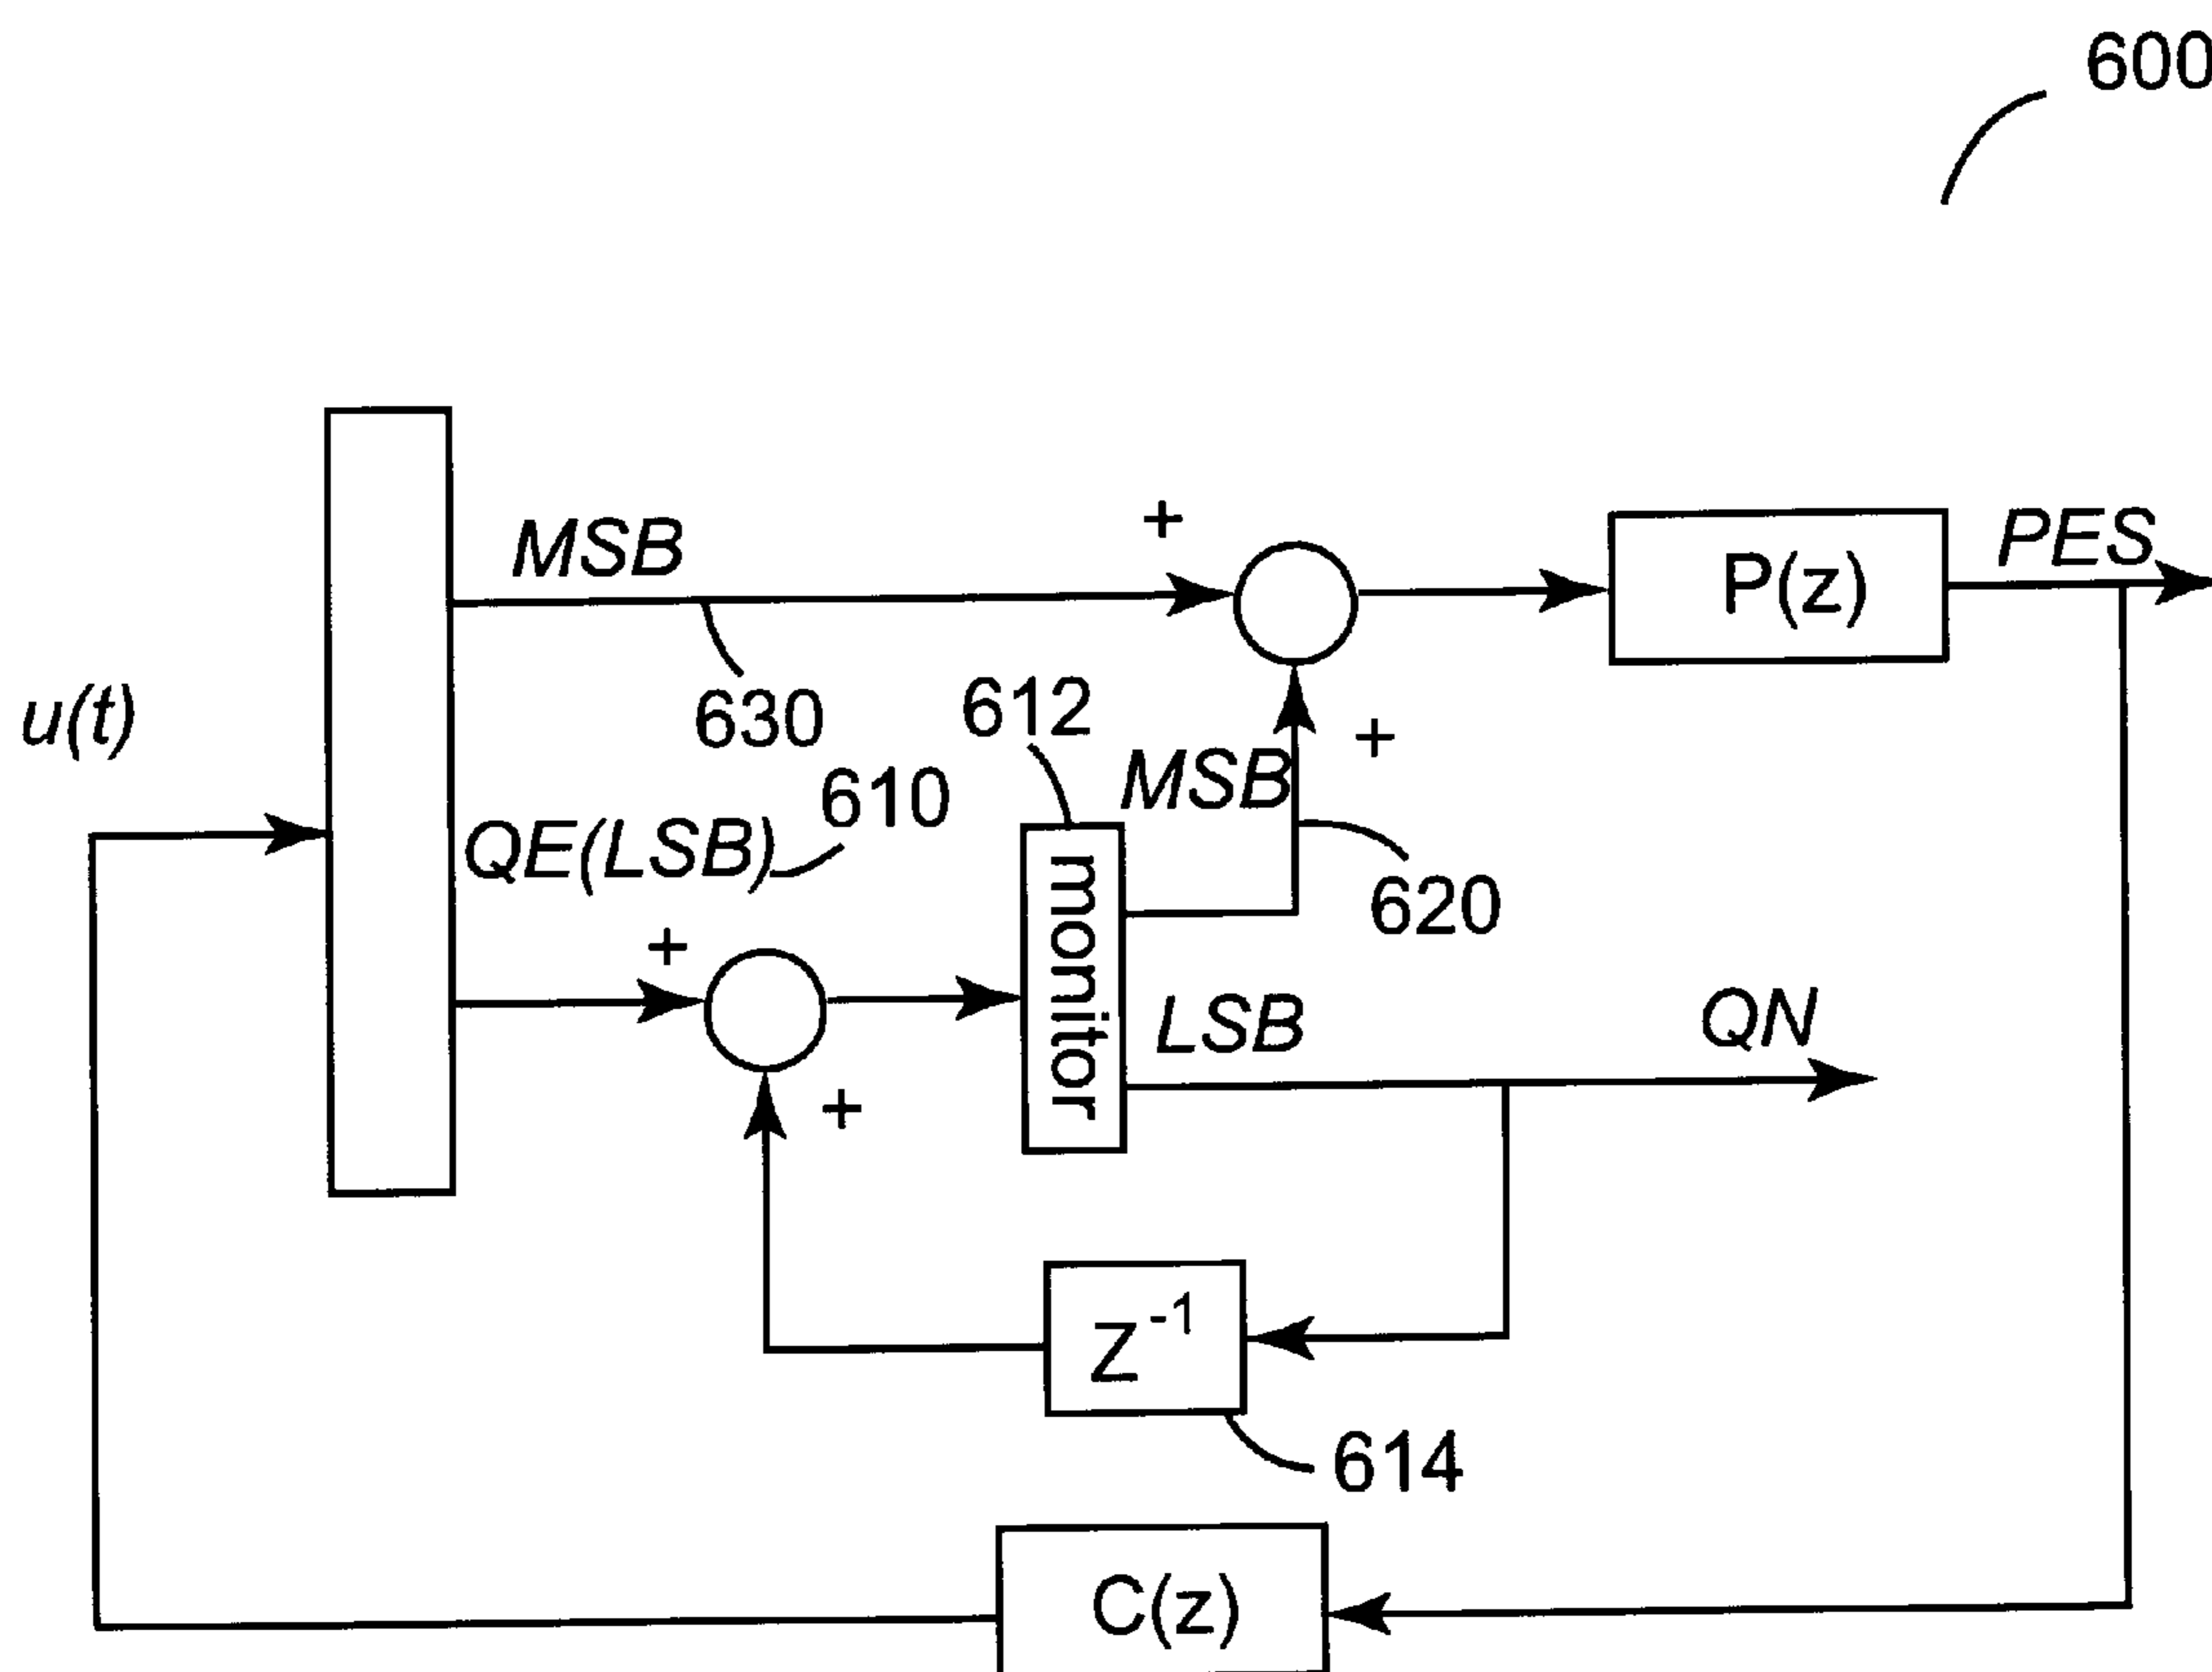 600
MSB
+
P(z)
PES
630
612
u(t)
MSB
+
610
QE(LSB)
620
+
monitor
LSB
QN
+
Z-1
614
C(z)